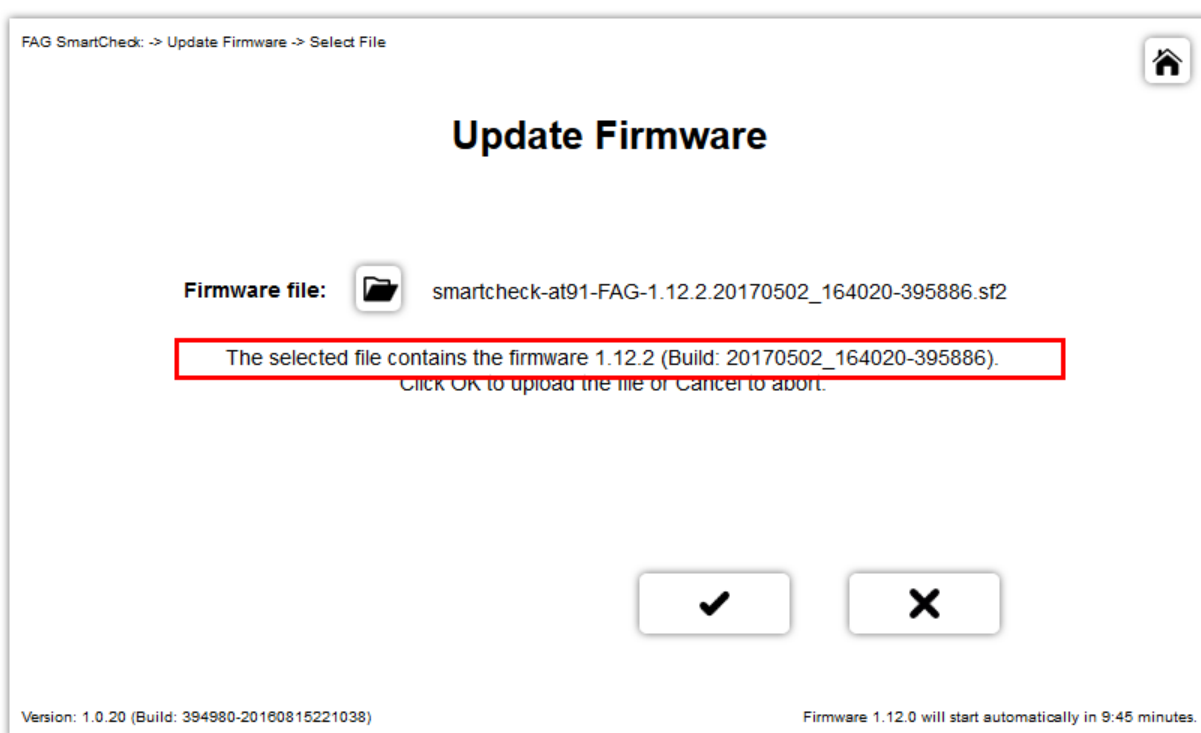 FAG SmartCheck: -> Update Firmware -> Select File
Update Firmware
Firmware file: smartcheck-at91-FAG-1.12.2.20170502_164020-395886.sf2
The selected file contains the firmware 1.12.2 (Build: 20170502_164020-395886).
Click OK to upload the file or Cancel to abort.
Version: 1.0.20 (Build: 394980-20160815221038)
Firmware 1.12.0 will start automatically in 9:45 minutes.